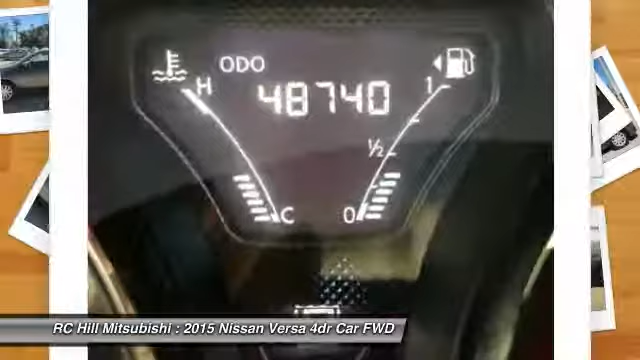 ODO
48740
H
1
½
C
0
RC Hill Mitsubishi : 2015 Nissan Versa 4dr Car FWD